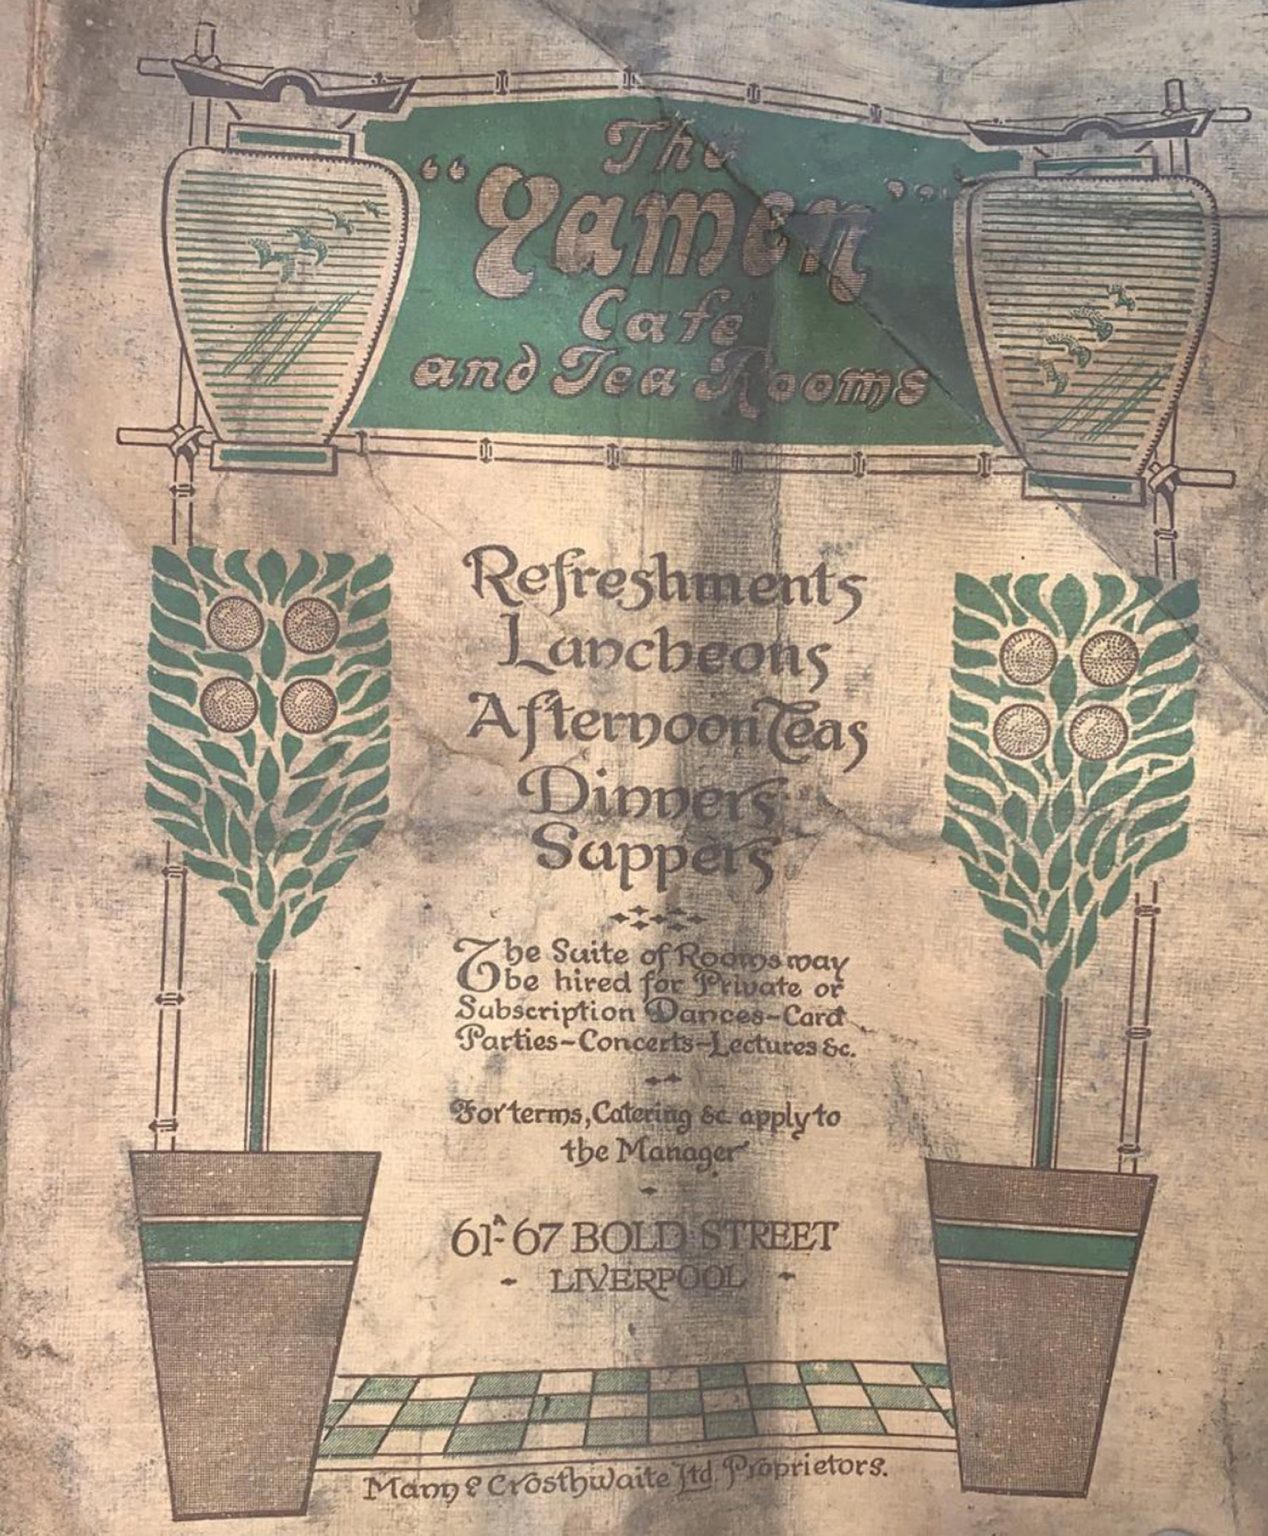 The
"Yamen"
Café
and Tea Rooms
Refreshments
Luncheons
Afternoon Teas
Dinners
Suppers
The Suite of Rooms may
be hired for Private or
Subscription Dances-Card
Parties-Concerts-Lectures &c.
For terms, Catering &c. apply to
the Manager
61A-67 BOLD STREET
- LIVERPOOL -
Mann & Crosthwaite Ltd. Proprietors.